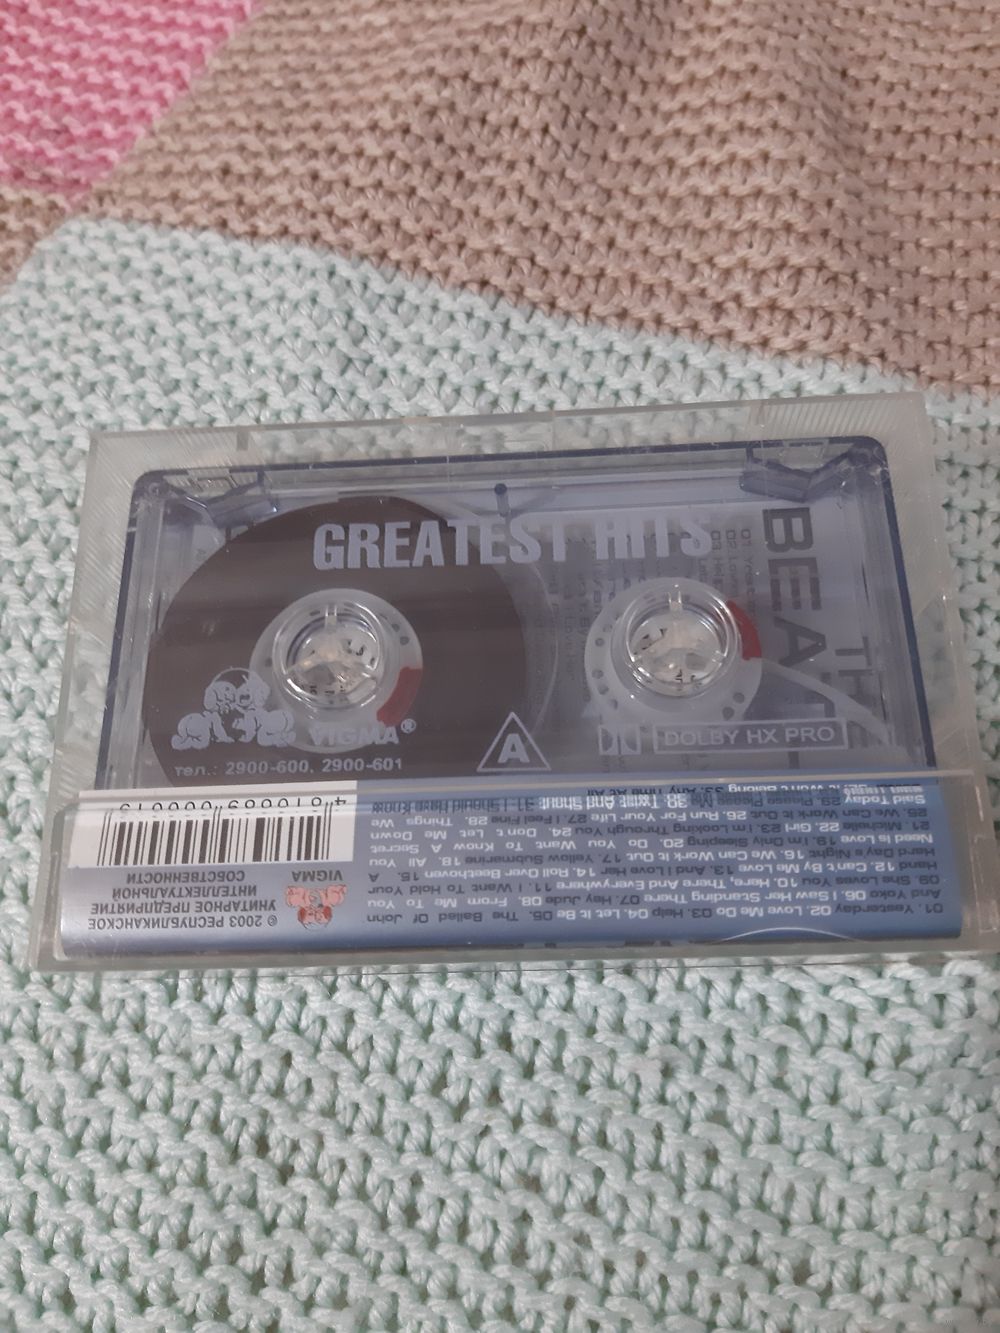 GREATEST HITS
BEAT
TH
VIGMA®
тел.: 2900-600, 2900-601
A
DOLBY HX PRO
01. Yesterday 02. Love Me Do 03. Help 04. Let It Be 05. The Ballad Of John
And Yoko 06. I Saw Her Standing There 07. Hey Jude 08. From Me To You
09. She Loves You 10. Here, There And Everywhere 11. I Want To Hold Your
Hand 12. Can't By Me Love 13. And I Love Her 14. Roll Over Beethoven 15. A
Hard Day's Night 16. We Can Work It Out 17. Yellow Submarine 18. All You
Need Is Love 19. I'm Only Sleeping 20. Do You Want To Know A Secret
21. Michelle 22. Girl 23. I'm Looking Through You 24. Don't Let Me Down
25. We Can Work It Out 26. Run For Your Life 27. I Feel Fine 28. Things We
Said Today 29. Please Please Me 30. Twist And Shout 31. I Should Have Know
33. Any Time At All
© 2003 РЕСПУБЛИКАНСКОЕ
УНИТАРНОЕ ПРЕДПРИЯТИЕ
ИНТЕЛЛЕКТУАЛЬНОЙ
СОБСТВЕННОСТИ
VIGMA